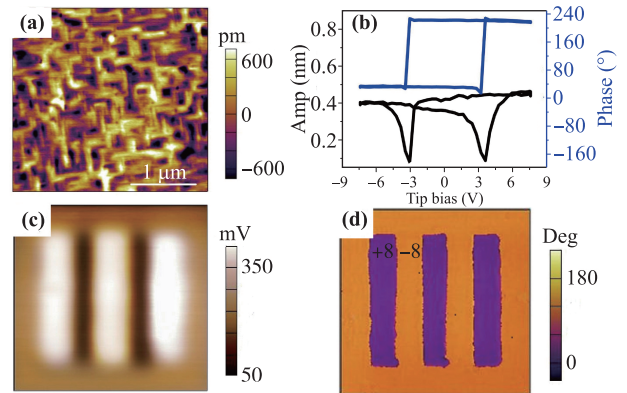 (a)
pm
600
0
−600
1 μm
(b)
Amp (nm)
0.8
0.6
0.4
0.2
−9 −6 −3 0 3 6 9
Tip bias (V)
240
160
80
0
−80
−160
Phase (°)
(c)
mV
350
50
(d)
+8 −8
Deg
180
0